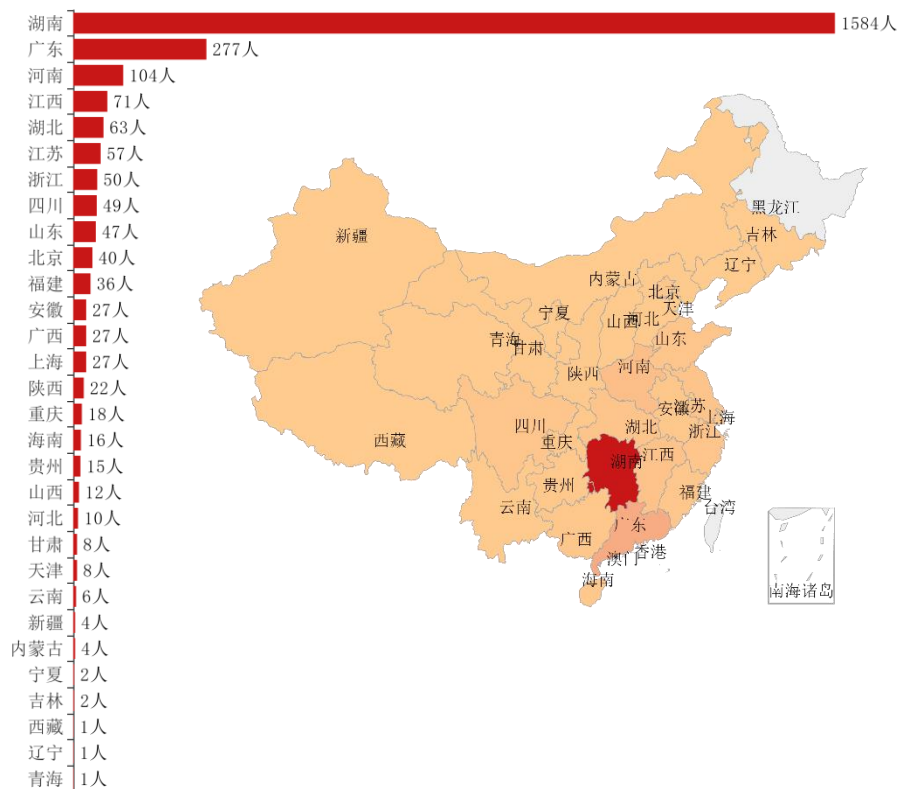 湖南 1584人
广东 277人
河南 104人
江西 71人
湖北 63人
江苏 57人
浙江 50人
四川 49人
山东 47人
北京 40人
福建 36人
安徽 27人
广西 27人
上海 27人
陕西 22人
重庆 18人
海南 16人
贵州 15人
山西 12人
河北 10人
甘肃 8人
天津 8人
云南 6人
新疆 4人
内蒙古 4人
宁夏 2人
吉林 2人
西藏 1人
辽宁 1人
青海 1人
黑龙江
吉林
新疆
辽宁
内蒙古
北京
天津
宁夏
山西
河北
青海
甘肃
山东
河南
陕西
安徽
江苏
上海
四川
湖北
浙江
重庆
西藏
湖南
江西
贵州
福建
云南
台湾
广东
广西
香港
澳门
海南
南海诸岛